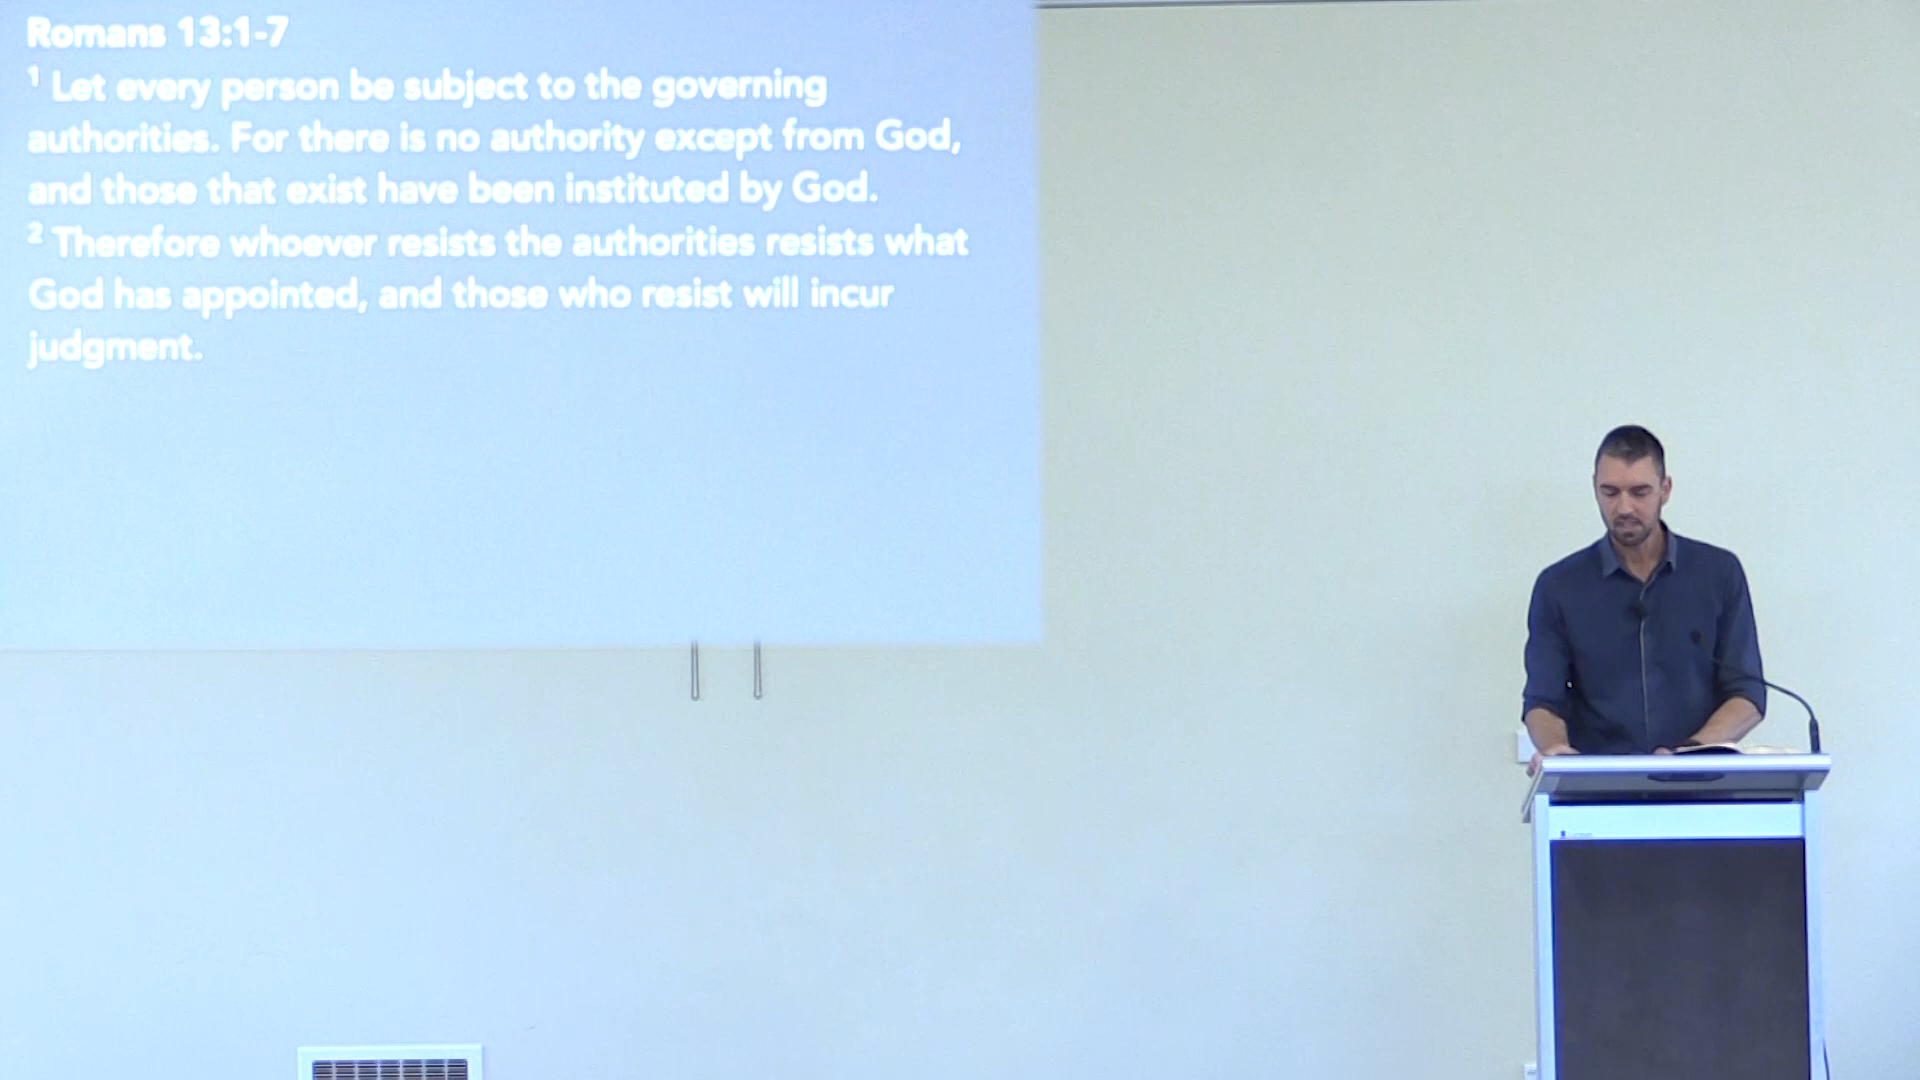 Romans 13:1-7
1 Let every person be subject to the governing
authorities. For there is no authority except from God,
and those that exist have been instituted by God.
2 Therefore whoever resists the authorities resists what
God has appointed, and those who resist will incur
judgment.